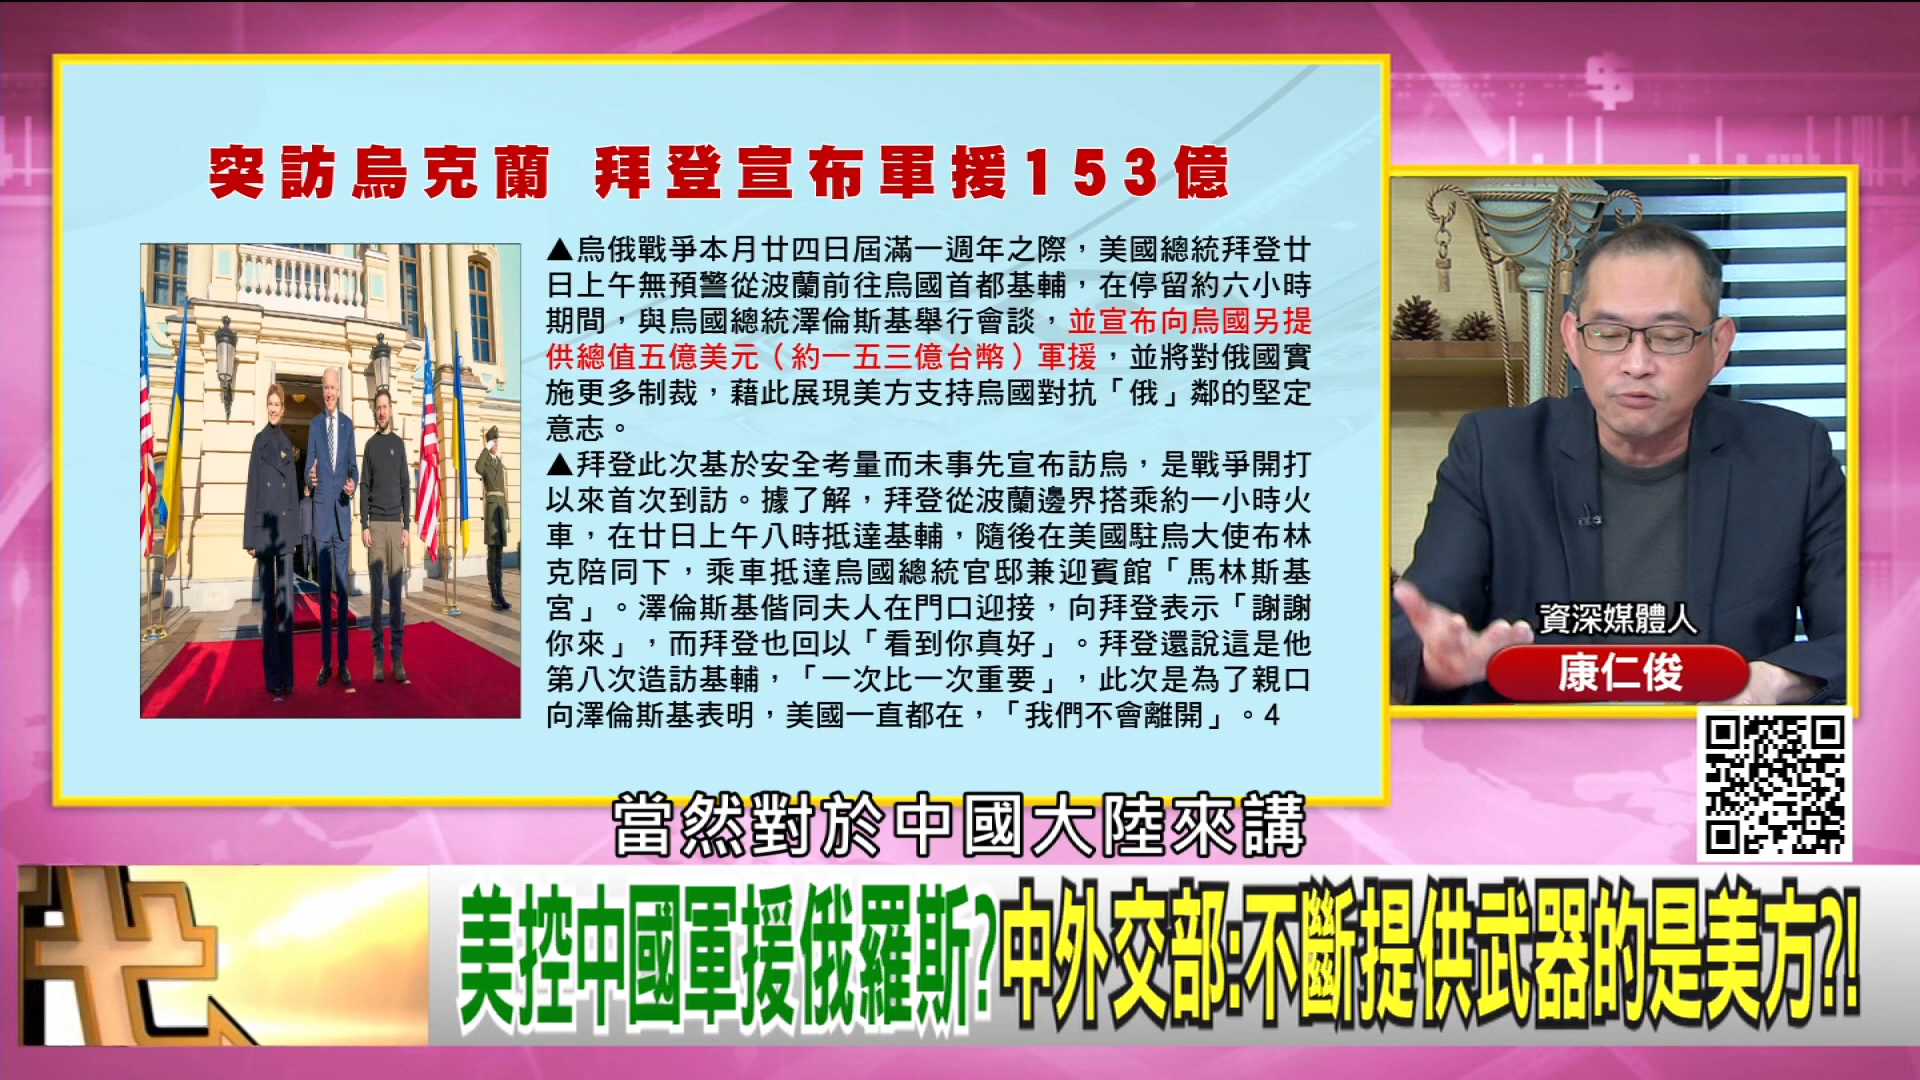 突訪烏克蘭 拜登宣布軍援153億
▲烏俄戰爭本月廿四日屆滿一週年之際，美國總統拜登廿
日上午無預警從波蘭前往烏國首都基輔，在停留約六小時
期間，與烏國總統澤倫斯基舉行會談，並宣布向烏國另提
供總值五億美元（約一五三億台幣）軍援，並將對俄國實
施更多制裁，藉此展現美方支持烏國對抗「俄」鄰的堅定
意志。
▲拜登此次基於安全考量而未事先宣布訪烏，是戰爭開打
以來首次到訪。據了解，拜登從波蘭邊界搭乘約一小時火
車，在廿日上午八時抵達基輔，隨後在美國駐烏大使布林
克陪同下，乘車抵達烏國總統官邸兼迎賓館「馬林斯基
宮」。澤倫斯基偕同夫人在門口迎接，向拜登表示「謝謝
你來」，而拜登也回以「看到你真好」。拜登還說這是他
第八次造訪基輔，「一次比一次重要」，此次是為了親口
向澤倫斯基表明，美國一直都在，「我們不會離開」。4
資深媒體人
康仁俊
當然對於中國大陸來講
美控中國軍援俄羅斯?中外交部:不斷提供武器的是美方?!